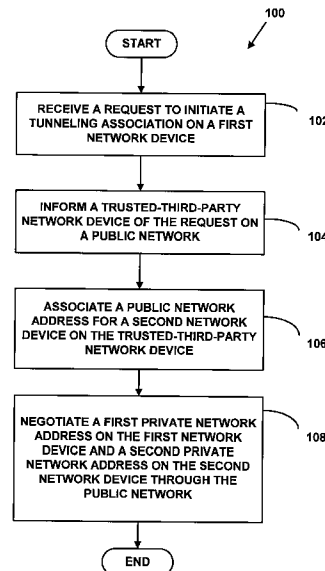 100
START
RECEIVE A REQUEST TO INITIATE A
TUNNELING ASSOCIATION ON A FIRST
NETWORK DEVICE
102
INFORM A TRUSTED-THIRD-PARTY
NETWORK DEVICE OF THE REQUEST ON
A PUBLIC NETWORK
104
ASSOCIATE A PUBLIC NETWORK
ADDRESS FOR A SECOND NETWORK
DEVICE ON THE TRUSTED-THIRD-PARTY
NETWORK DEVICE
106
NEGOTIATE A FIRST PRIVATE NETWORK
ADDRESS ON THE FIRST NETWORK
DEVICE AND A SECOND PRIVATE
NETWORK ADDRESS ON THE SECOND
NETWORK DEVICE THROUGH THE
PUBLIC NETWORK
108
END